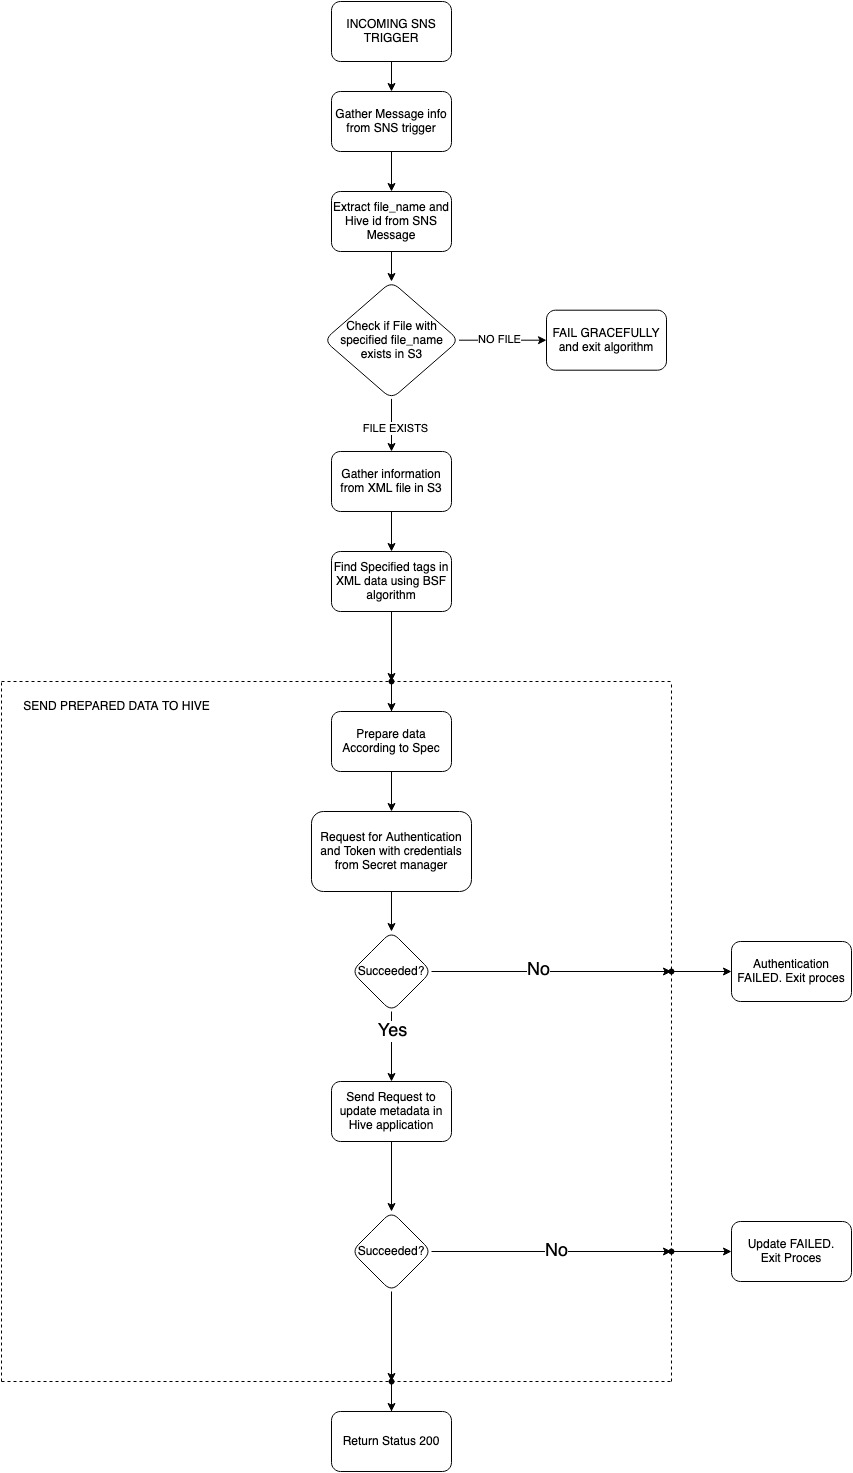 INCOMING SNS
TRIGGER
Gather Message info
from SNS trigger
Extract file_name and
Hive id from SNS
Message
Check if File with
specified file_name
exists in S3
NO FILE
FAIL GRACEFULLY
and exit algorithm
FILE EXISTS
Gather information
from XML file in S3
Find Specified tags in
XML data using BSF
algorithm
SEND PREPARED DATA TO HIVE
Prepare data
According to Spec
Request for Authentication
and Token with credentials
from Secret manager
Succeeded?
No
Authentication
FAILED. Exit proces
Yes
Send Request to
update metadata in
Hive application
Succeeded?
No
Update FAILED.
Exit Proces
Return Status 200